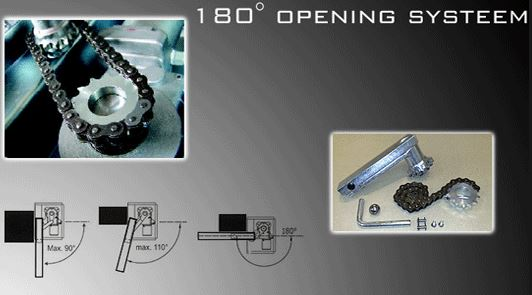 180° OPENING SYSTEEM
Max. 90°
max. 110°
180°